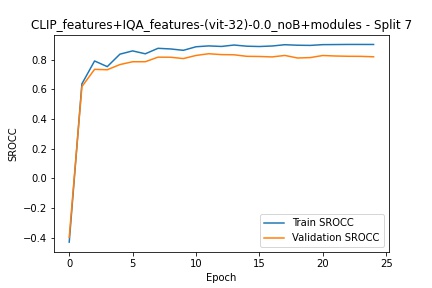 CLIP_features+IQA_features-(vit-32)-0.0_noB+modules - Split 7
SROCC
0.8
0.6
0.4
0.2
0.0
−0.2
−0.4
Train SROCC
Validation SROCC
0 5 10 15 20 25
Epoch